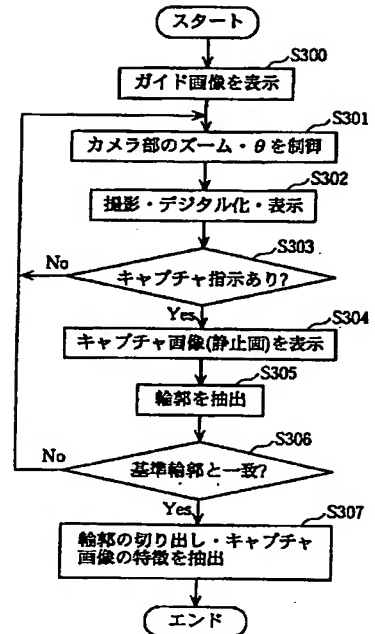 スタート
S300
ガイド画像を表示
S301
カメラ部のズーム・θを制御
S302
撮影・デジタル化・表示
S303
No
キャプチャ指示あり?
Yes
S304
キャプチャ画像(静止画)を表示
S305
輪郭を抽出
S306
No
基準輪郭と一致?
Yes
S307
輪郭の切り出し・キャプチャ
画像の特徴を抽出
エンド